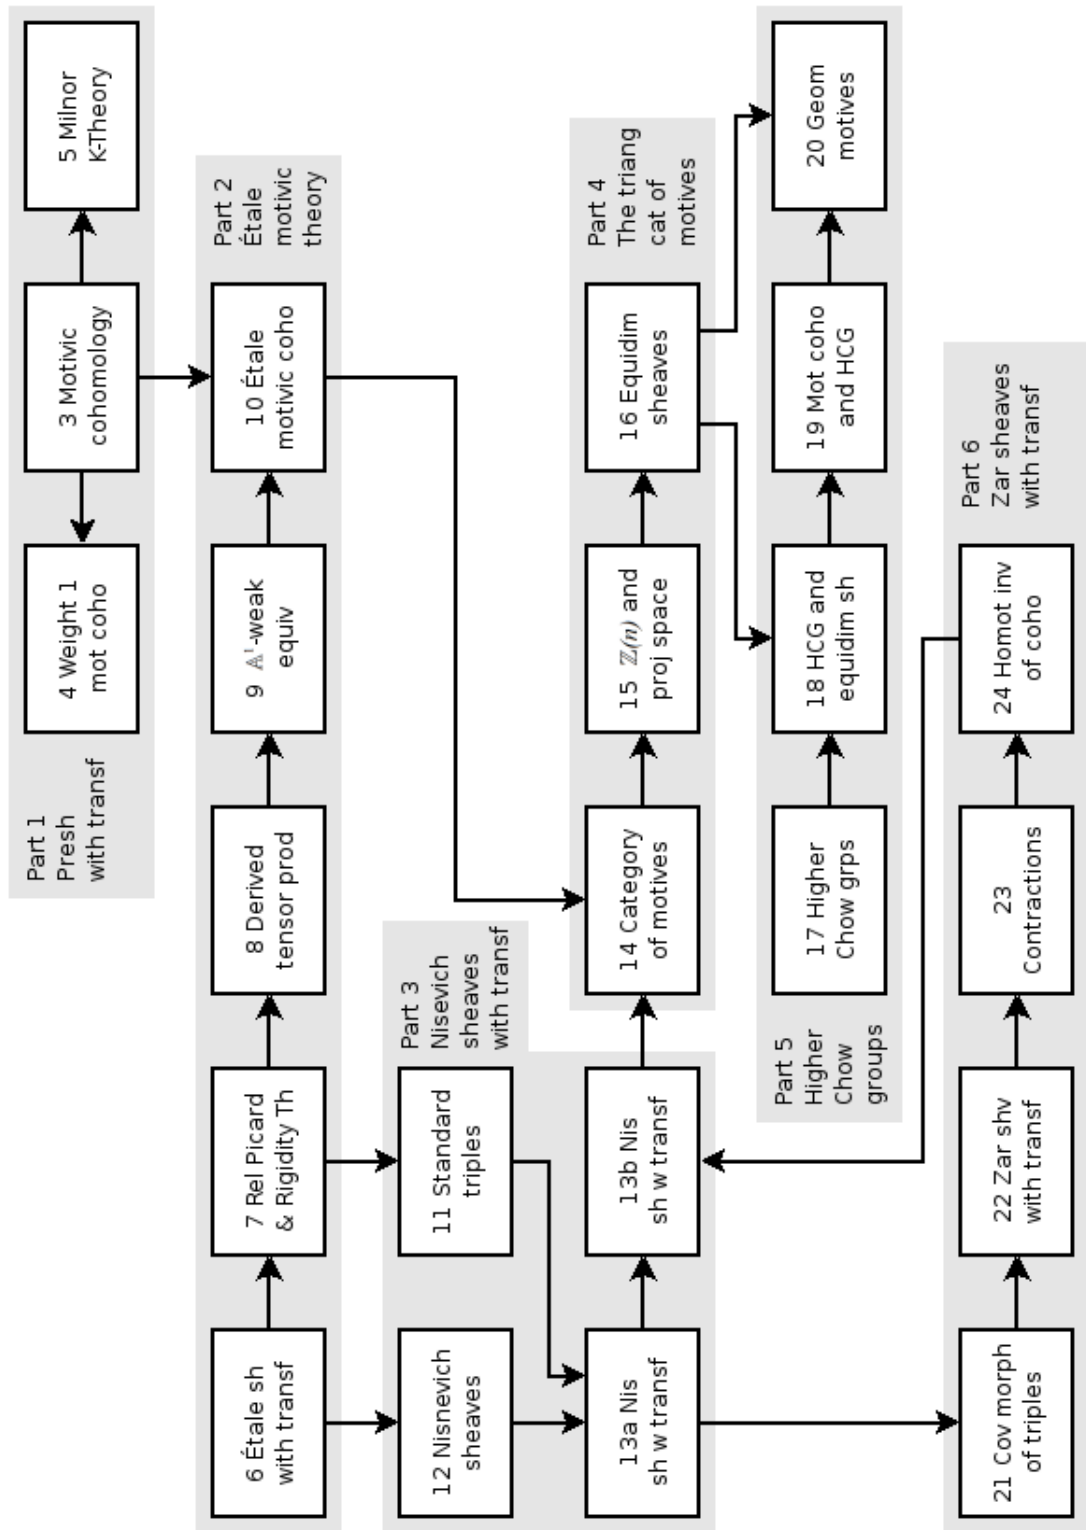 Part 1
Presh
with transf
4 Weight 1
mot coho
3 Motivic
cohomology
5 Milnor
K-Theory
6 Étale sh
with transf
7 Rel Picard
& Rigidity Th
8 Derived
tensor prod
9 𝔸¹-weak
equiv
10 Étale
motivic coho
Part 2
Étale
motivic
theory
12 Nisnevich
sheaves
11 Standard
triples
Part 3
Nisevich
sheaves
with transf
13a Nis
sh w transf
13b Nis
sh w transf
14 Category
of motives
15 ℤ(n) and
proj space
16 Equidim
sheaves
Part 4
The triang
cat of
motives
Part 5
Higher
Chow
groups
17 Higher
Chow grps
18 HCG and
equidim sh
19 Mot coho
and HCG
20 Geom
motives
21 Cov morph
of triples
22 Zar shv
with transf
23
Contractions
24 Homot inv
of coho
Part 6
Zar sheaves
with transf